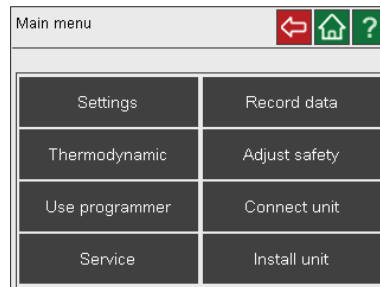 Main menu
?
Settings
Record data
Thermodynamic
Adjust safety
Use programmer
Connect unit
Service
Install unit